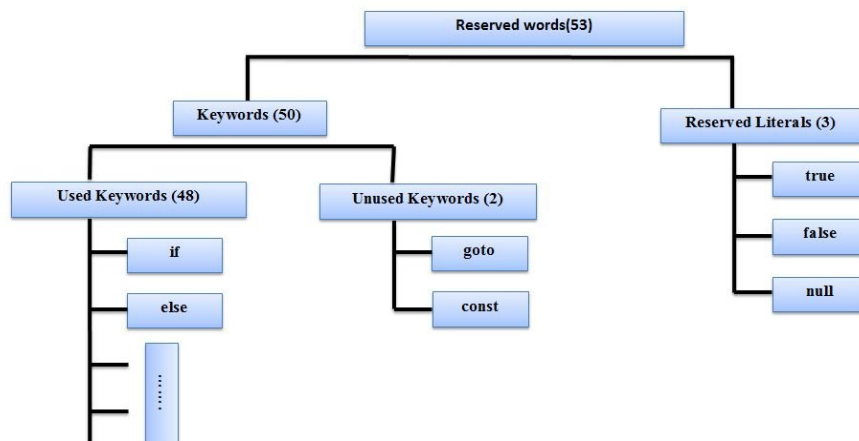 Reserved words(53)
Keywords (50)
Reserved Literals (3)
Used Keywords (48)
Unused Keywords (2)
true
if
goto
false
else
const
null
........